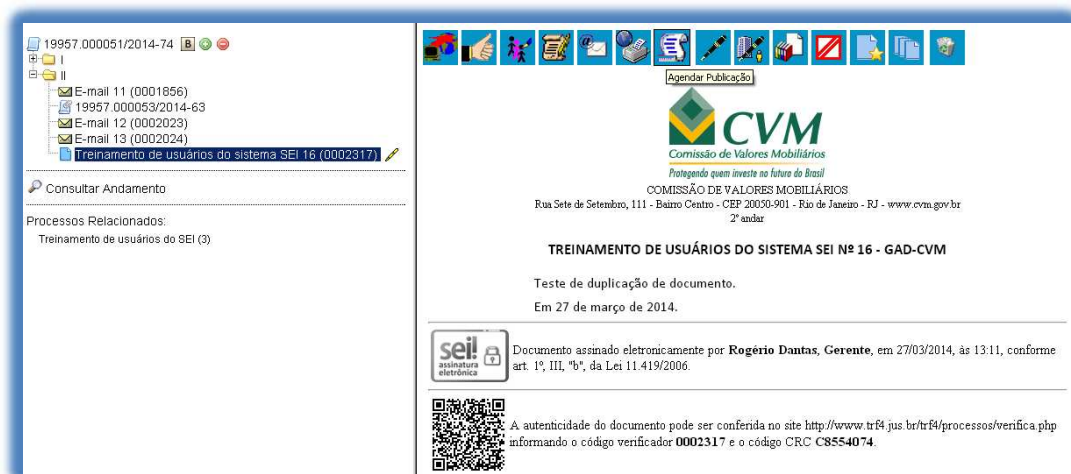 19957.000051/2014-74 B
I
II
E-mail 11 (0001856)
19957.000053/2014-63
E-mail 12 (0002023)
E-mail 13 (0002024)
Treinamento de usuários do sistema SEI 16 (0002317)
Consultar Andamento
Processos Relacionados:
Treinamento de usuários do SEI (3)
Agendar Publicação
CVM
Comissão de Valores Mobiliários
Protegendo quem investe no futuro do Brasil
COMISSÃO DE VALORES MOBILIÁRIOS
Rua Sete de Setembro, 111 - Bairro Centro - CEP 20050-901 - Rio de Janeiro - RJ - www.cvm.gov.br
2º andar
TREINAMENTO DE USUÁRIOS DO SISTEMA SEI Nº 16 - GAD-CVM
Teste de duplicação de documento.
Em 27 de março de 2014.
sei!
assinatura
eletrônica
Documento assinado eletronicamente por Rogério Dantas, Gerente, em 27/03/2014, às 13:11, conforme
art. 1º, III, "b", da Lei 11.419/2006.
A autenticidade do documento pode ser conferida no site http://www.trf4.jus.br/trf4/processos/verifica.php
informando o código verificador 0002317 e o código CRC C8554074.